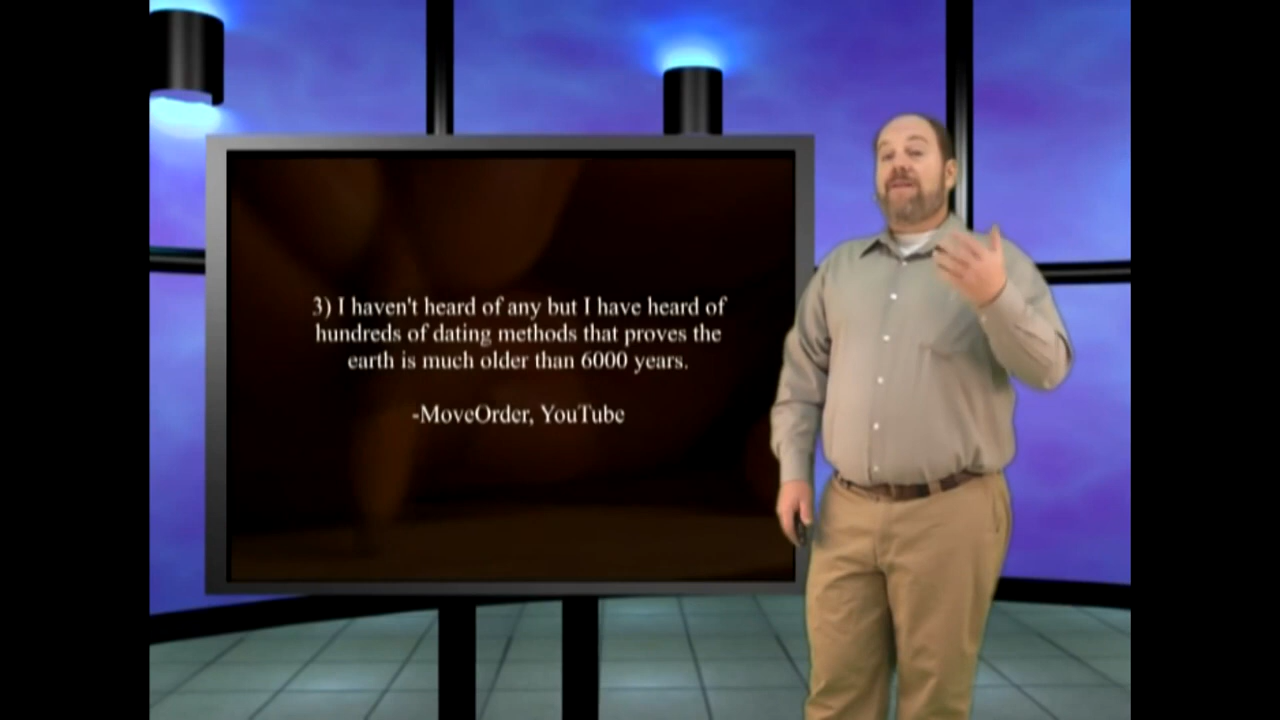 3) I haven't heard of any but I have heard of
hundreds of dating methods that proves the
earth is much older than 6000 years.
-MoveOrder, YouTube